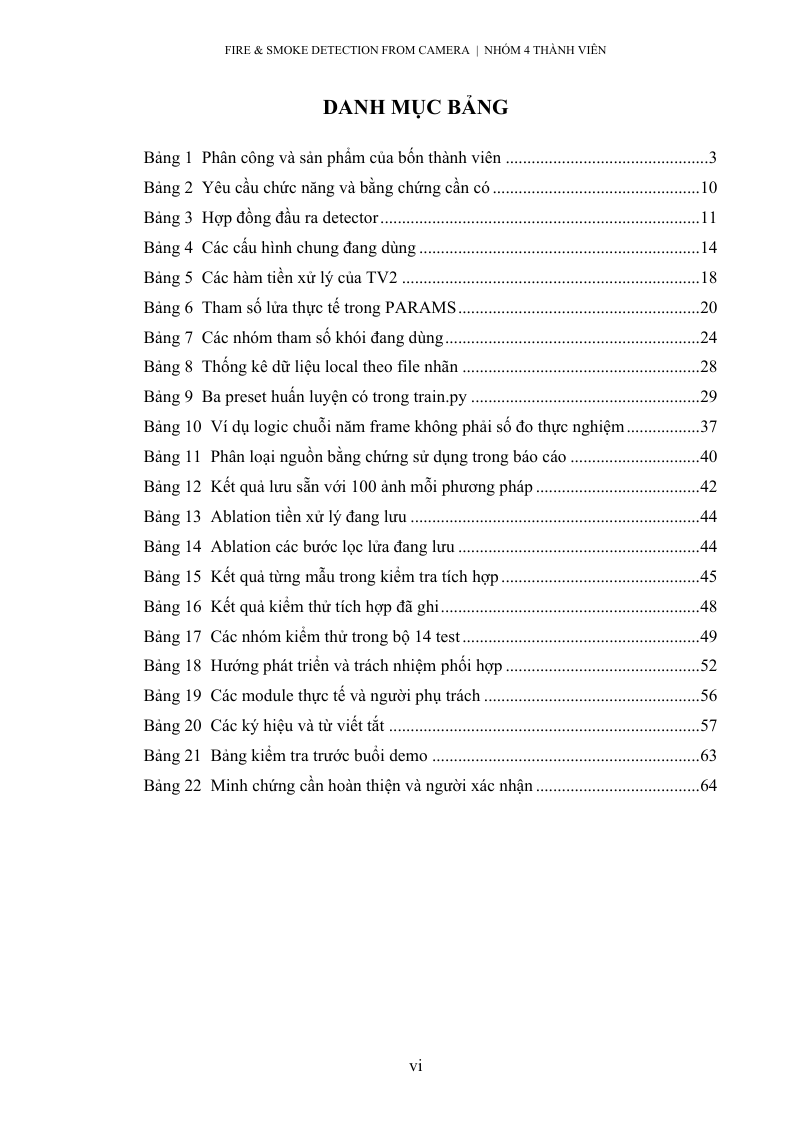 FIRE & SMOKE DETECTION FROM CAMERA | NHÓM 4 THÀNH VIÊN
DANH MỤC BẢNG
Bảng 1 Phân công và sản phẩm của bốn thành viên ...............................................3
Bảng 2 Yêu cầu chức năng và bằng chứng cần có ................................................10
Bảng 3 Hợp đồng đầu ra detector..........................................................................11
Bảng 4 Các cấu hình chung đang dùng .................................................................14
Bảng 5 Các hàm tiền xử lý của TV2 .....................................................................18
Bảng 6 Tham số lửa thực tế trong PARAMS........................................................20
Bảng 7 Các nhóm tham số khói đang dùng...........................................................24
Bảng 8 Thống kê dữ liệu local theo file nhãn .......................................................28
Bảng 9 Ba preset huấn luyện có trong train.py .....................................................29
Bảng 10 Ví dụ logic chuỗi năm frame không phải số đo thực nghiệm.................37
Bảng 11 Phân loại nguồn bằng chứng sử dụng trong báo cáo ..............................40
Bảng 12 Kết quả lưu sẵn với 100 ảnh mỗi phương pháp ......................................42
Bảng 13 Ablation tiền xử lý đang lưu ...................................................................44
Bảng 14 Ablation các bước lọc lửa đang lưu ........................................................44
Bảng 15 Kết quả từng mẫu trong kiểm tra tích hợp..............................................45
Bảng 16 Kết quả kiểm thử tích hợp đã ghi............................................................48
Bảng 17 Các nhóm kiểm thử trong bộ 14 test.......................................................49
Bảng 18 Hướng phát triển và trách nhiệm phối hợp .............................................52
Bảng 19 Các module thực tế và người phụ trách ..................................................56
Bảng 20 Các ký hiệu và từ viết tắt ........................................................................57
Bảng 21 Bảng kiểm tra trước buổi demo ..............................................................63
Bảng 22 Minh chứng cần hoàn thiện và người xác nhận ......................................64
vi